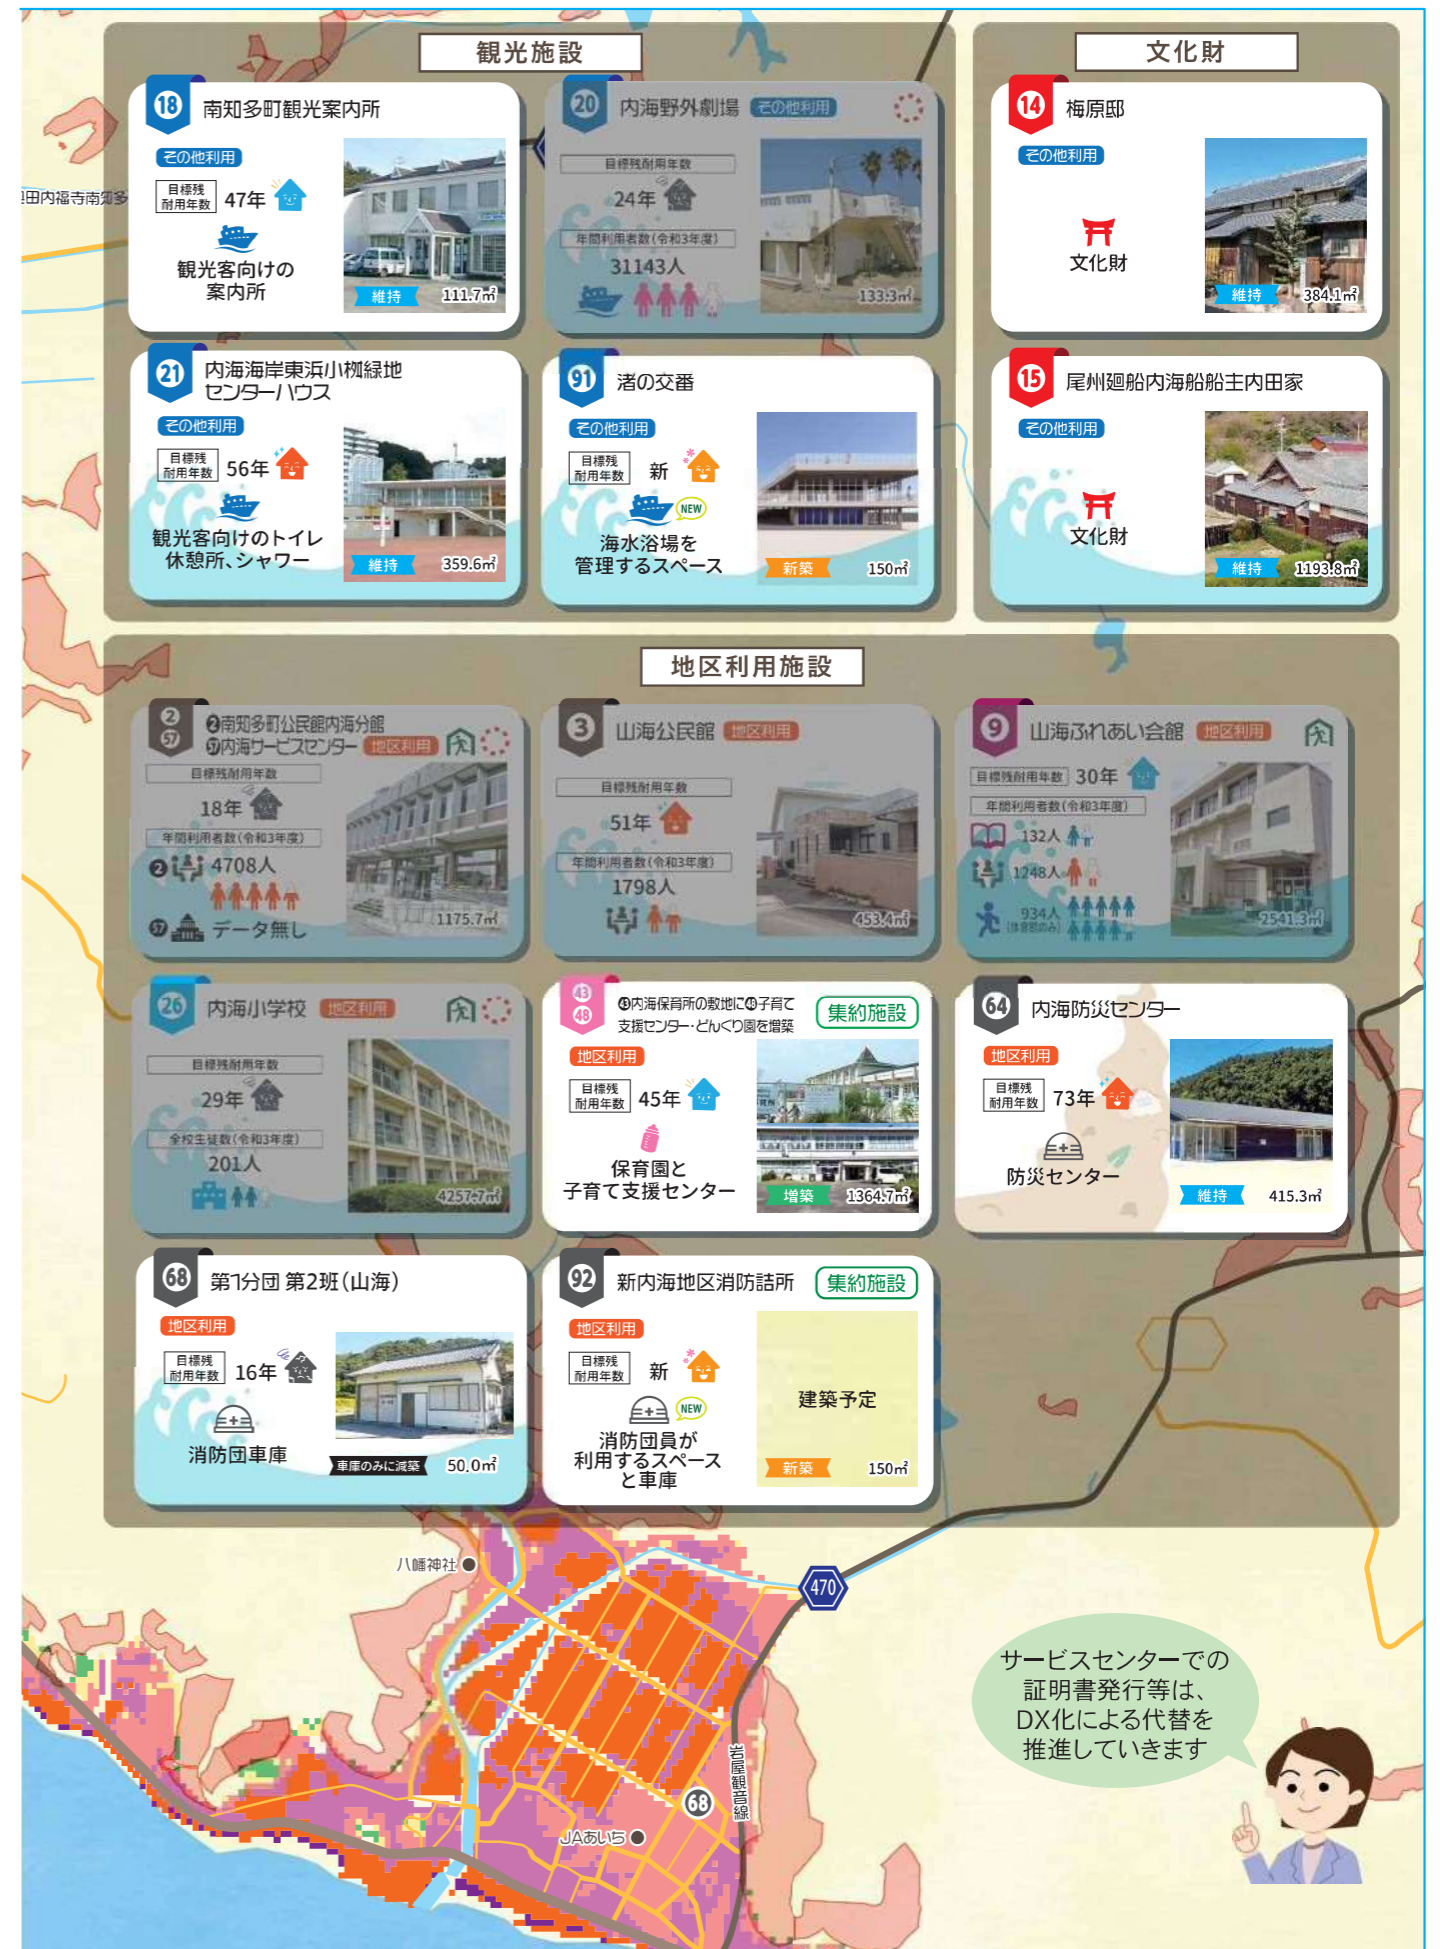 観光施設
18 南知多町観光案内所
その他利用
目標残
耐用年数 47年
観光客向けの
案内所
維持 111.7㎡
20 内海野外劇場 その他利用
目標残耐用年数
24年
年間利用者数(令和3年度)
31143人
133.3㎡
21 内海海岸東浜小桝緑地
センターハウス
その他利用
目標残
耐用年数 56年
観光客向けのトイレ
休憩所、シャワー
維持 359.6㎡
91 渚の交番
その他利用
目標残
耐用年数 新
NEW
海水浴場を
管理するスペース
新築 150㎡
文化財
14 梅原邸
その他利用
文化財
維持 384.1㎡
15 尾州廻船内海船船主内田家
その他利用
文化財
維持 1193.8㎡
地区利用施設
2
57
❷南知多町公民館内海分館
57内海サービスセンター 地区利用
目標残耐用年数
18年
年間利用者数(令和3年度)
❷ 4708人
57 データ無し
1175.7㎡
3 山海公民館 地区利用
目標残耐用年数
51年
年間利用者数(令和3年度)
1798人
453.4㎡
9 山海ふれあい会館 地区利用
目標残耐用年数 30年
年間利用者数(令和3年度)
132人
1248人
934人
(体育館のみ)
2541.3㎡
26 内海小学校 地区利用
目標残耐用年数
29年
全校生徒数(令和3年度)
201人
4257.7㎡
43
48
43内海保育所の敷地に48子育て
支援センター・どんぐり園を増築
集約施設
地区利用
目標残
耐用年数 45年
保育園と
子育て支援センター
増築 1364.7㎡
64 内海防災センター
地区利用
目標残
耐用年数 73年
防災センター
維持 415.3㎡
68 第1分団 第2班(山海)
地区利用
目標残
耐用年数 16年
消防団車庫
車庫のみに減築 50.0㎡
92 新内海地区消防詰所 集約施設
地区利用
目標残
耐用年数 新
NEW
消防団員が
利用するスペース
と車庫
建築予定
新築 150㎡
田内福寺南知多
八幡神社
470
岩屋観音線
68
JAあいち
サービスセンターでの
証明書発行等は、
DX化による代替を
推進していきます